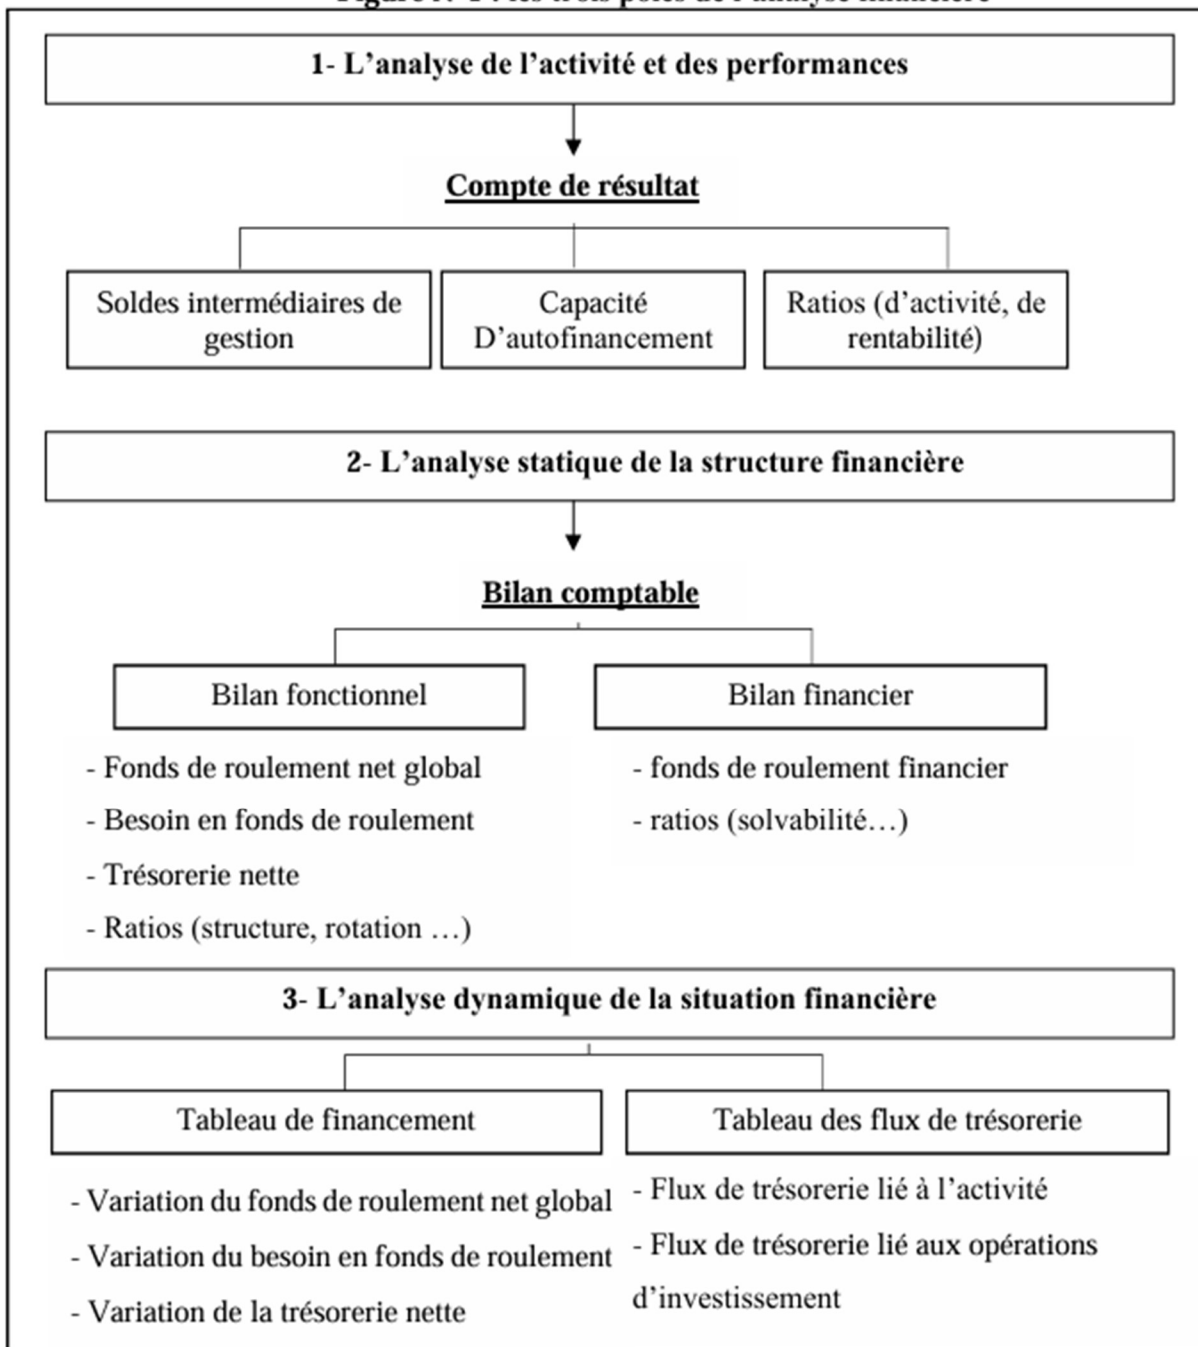 1- L'analyse de l'activité et des performances
Compte de résultat
Soldes intermédiaires de
gestion
Capacité
D'autofinancement
Ratios (d'activité, de
rentabilité)
2- L'analyse statique de la structure financière
Bilan comptable
Bilan fonctionnel
- Fonds de roulement net global
- Besoin en fonds de roulement
- Trésorerie nette
- Ratios (structure, rotation …)
Bilan financier
- fonds de roulement financier
- ratios (solvabilité…)
3- L'analyse dynamique de la situation financière
Tableau de financement
- Variation du fonds de roulement net global
- Variation du besoin en fonds de roulement
- Variation de la trésorerie nette
Tableau des flux de trésorerie
- Flux de trésorerie lié à l'activité
- Flux de trésorerie lié aux opérations
d'investissement